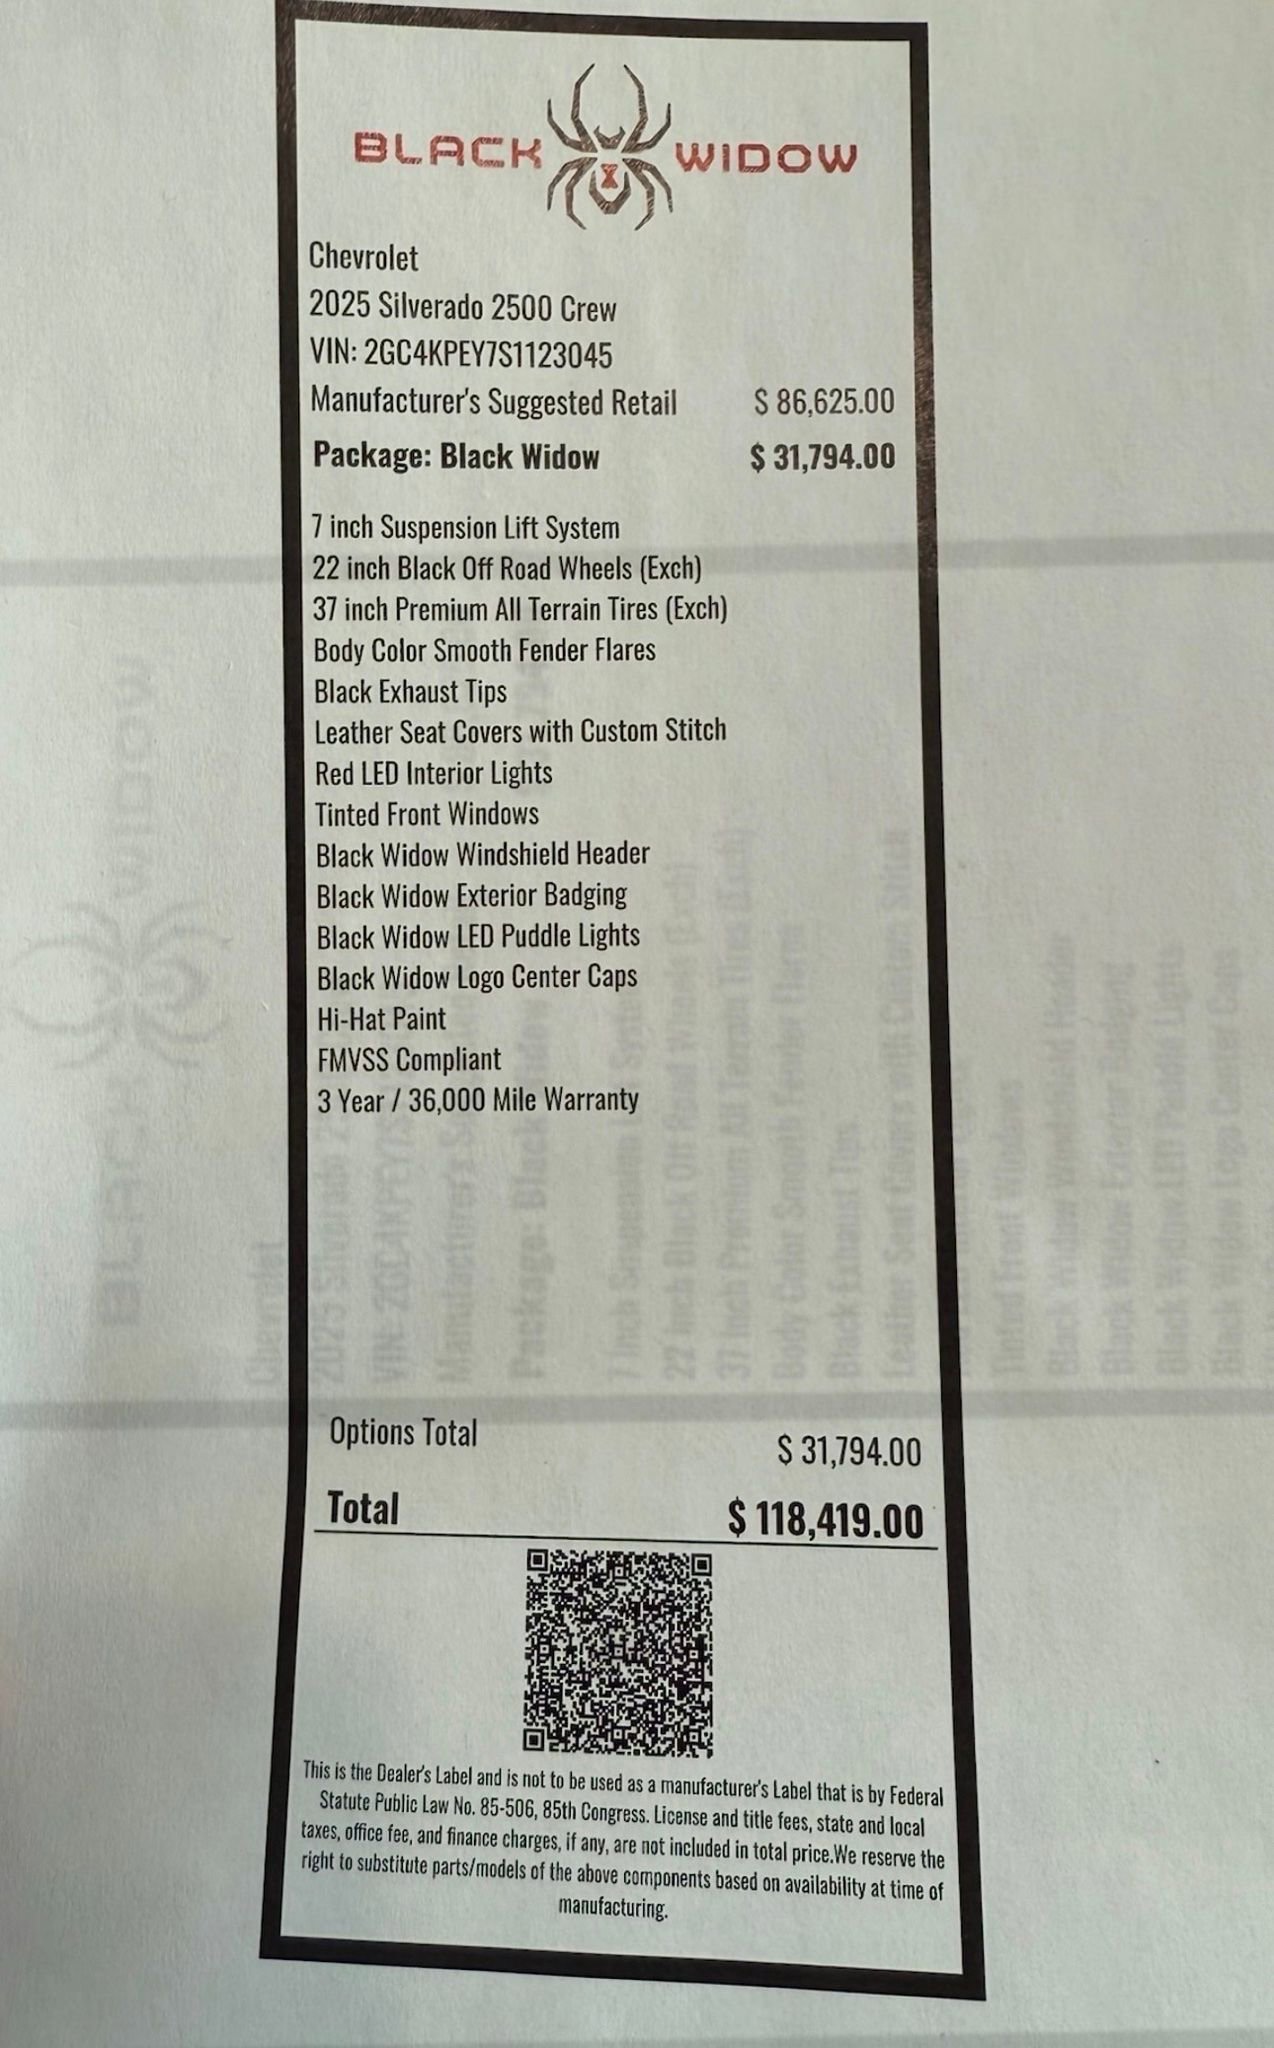 BLACK WIDOW
Chevrolet
2025 Silverado 2500 Crew
VIN: 2GC4KPEY7S1123045
Manufacturer's Suggested Retail $ 86,625.00
Package: Black Widow $ 31,794.00
7 inch Suspension Lift System
22 inch Black Off Road Wheels (Exch)
37 inch Premium All Terrain Tires (Exch)
Body Color Smooth Fender Flares
Black Exhaust Tips
Leather Seat Covers with Custom Stitch
Red LED Interior Lights
Tinted Front Windows
Black Widow Windshield Header
Black Widow Exterior Badging
Black Widow LED Puddle Lights
Black Widow Logo Center Caps
Hi-Hat Paint
FMVSS Compliant
3 Year / 36,000 Mile Warranty
Options Total $ 31,794.00
Total $ 118,419.00
This is the Dealer's Label and is not to be used as a manufacturer's Label that is by Federal
Statute Public Law No. 85-506, 85th Congress. License and title fees, state and local
taxes, office fee, and finance charges, if any, are not included in total price.We reserve the
right to substitute parts/models of the above components based on availability at time of
manufacturing.